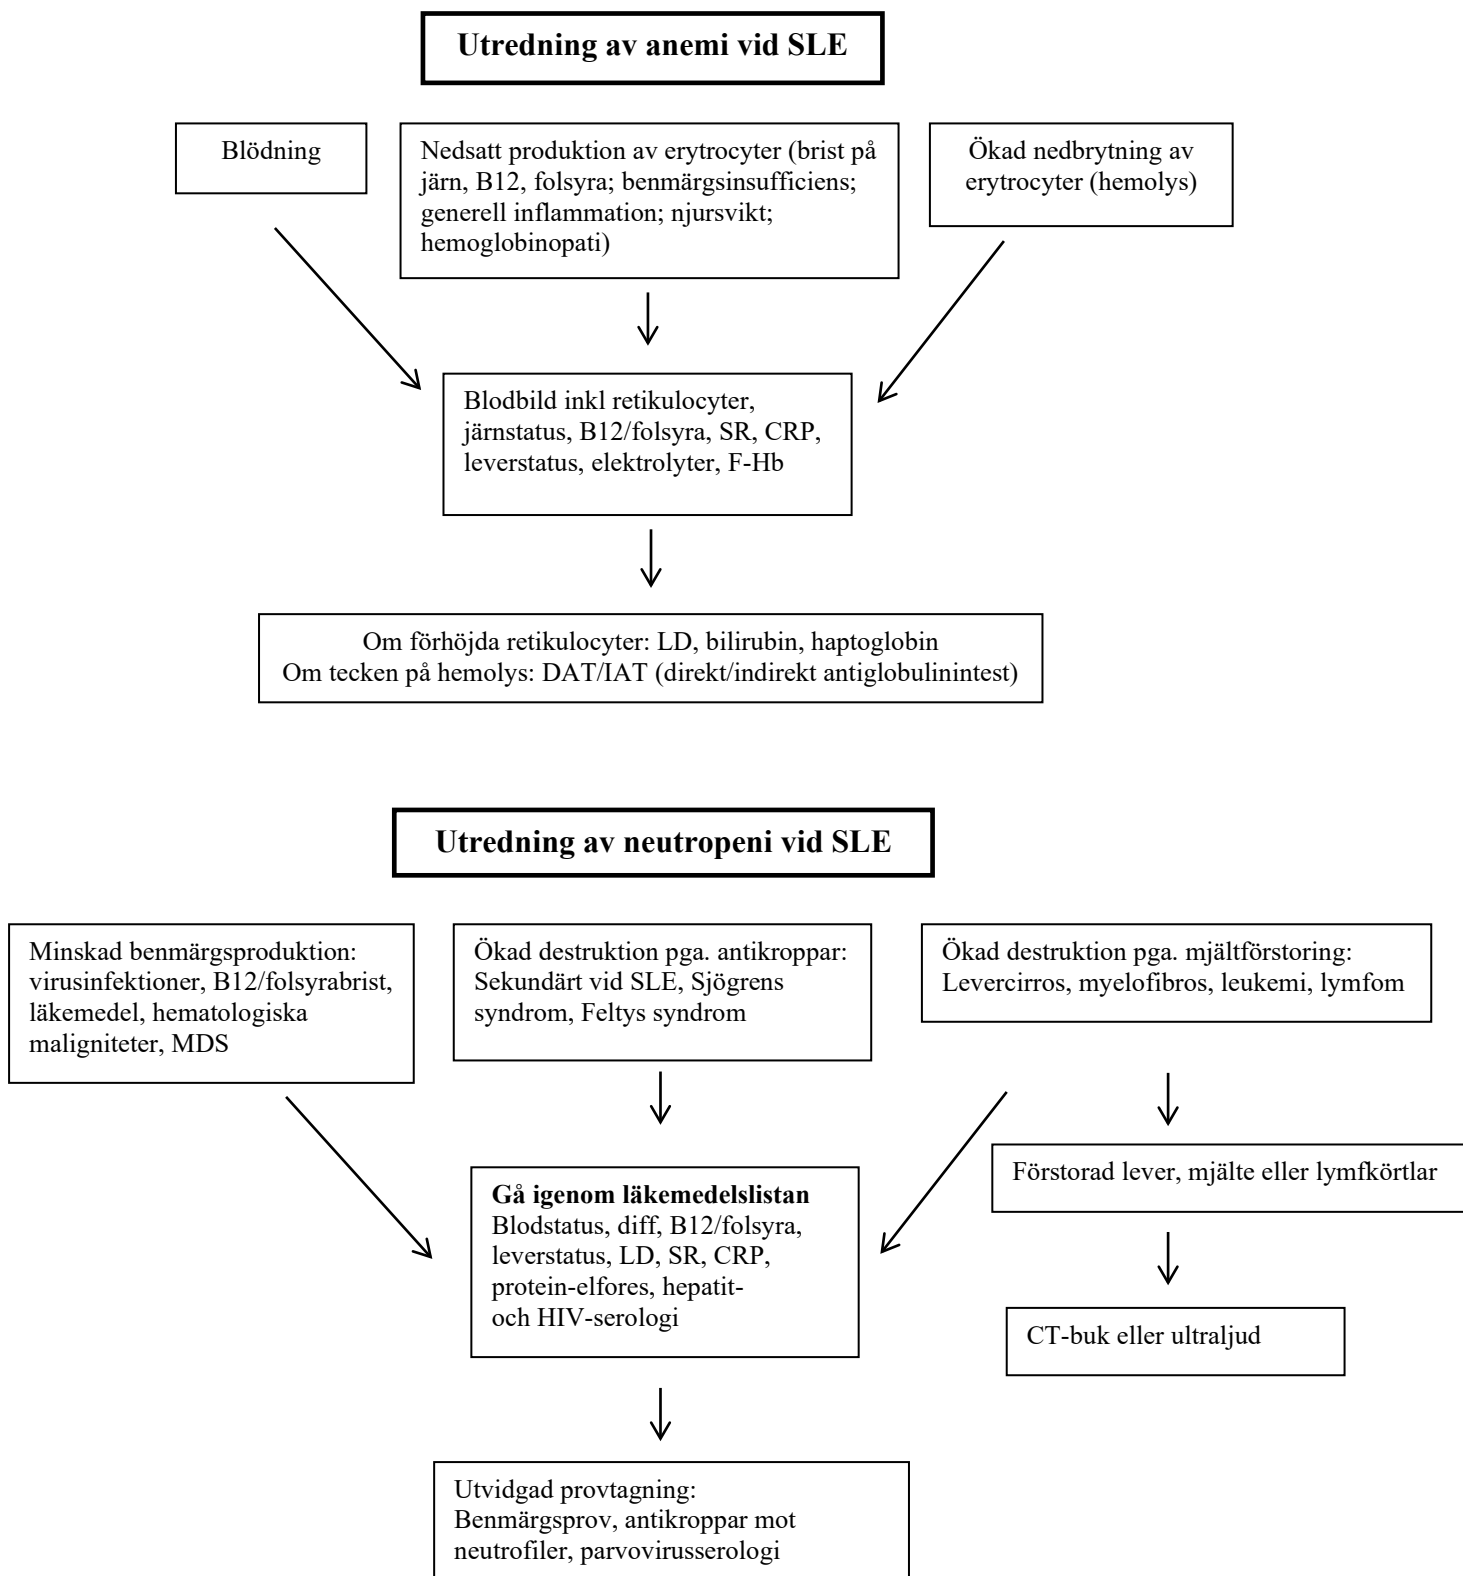 Utredning av anemi vid SLE
Blödning
Nedsatt produktion av erytrocyter (brist på
järn, B12, folsyra; benmärgsinsufficiens;
generell inflammation; njursvikt;
hemoglobinopati)
Ökad nedbrytning av
erytrocyter (hemolys)
Blodbild inkl retikulocyter,
järnstatus, B12/folsyra, SR, CRP,
leverstatus, elektrolyter, F-Hb
Om förhöjda retikulocyter: LD, bilirubin, haptoglobin
Om tecken på hemolys: DAT/IAT (direkt/indirekt antiglobulinintest)
Utredning av neutropeni vid SLE
Minskad benmärgsproduktion:
virusinfektioner, B12/folsyrabrist,
läkemedel, hematologiska
maligniteter, MDS
Ökad destruktion pga. antikroppar:
Sekundärt vid SLE, Sjögrens
syndrom, Feltys syndrom
Ökad destruktion pga. mjältförstoring:
Levercirros, myelofibros, leukemi, lymfom
Förstorad lever, mjälte eller lymfkörtlar
Gå igenom läkemedelslistan
Blodstatus, diff, B12/folsyra,
leverstatus, LD, SR, CRP,
protein-elfores, hepatit-
och HIV-serologi
CT-buk eller ultraljud
Utvidgad provtagning:
Benmärgsprov, antikroppar mot
neutrofiler, parvovirusserologi